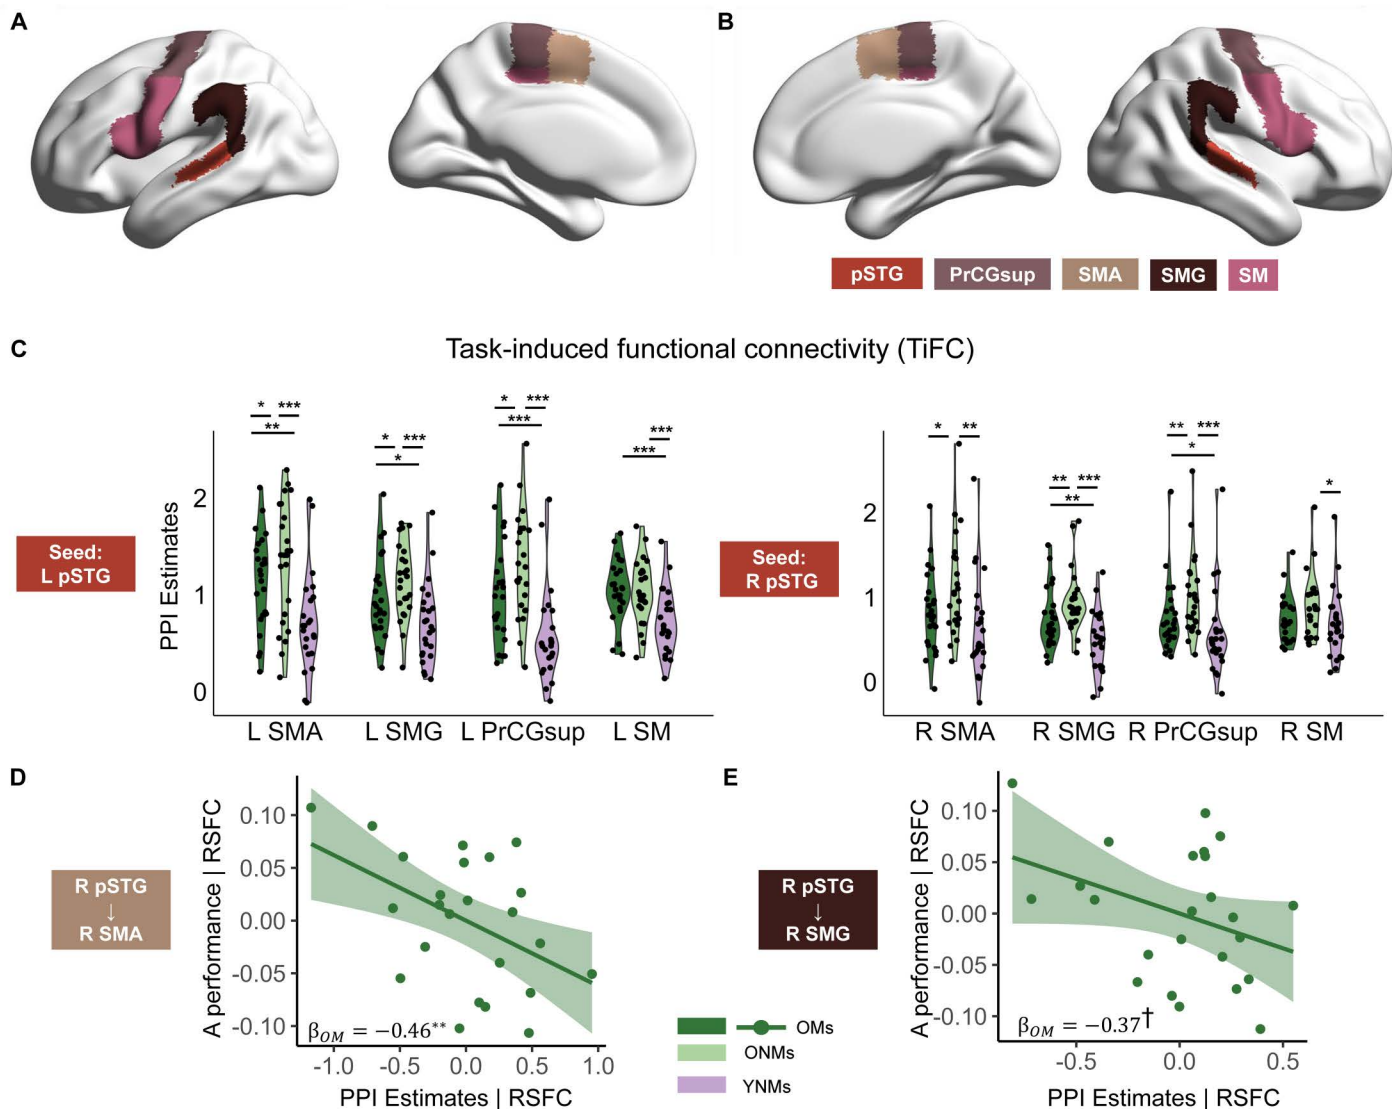 A
B
pSTG PrCGsup SMA SMG SM
C
Task-induced functional connectivity (TiFC)
* *** * *** *** ** *** * *** * *** ***
Seed:
L pSTG
PPI Estimates
2
1
0
L SMA L SMG L PrCGsup L SM
* ** ** *** ** ** *** * *
Seed:
R pSTG
2
1
0
R SMA R SMG R PrCGsup R SM
D
R pSTG
↓
R SMA
A performance | RSFC
0.10
0.05
0.00
-0.05
-0.10
β_OM = −0.46**
-1.0 -0.5 0.0 0.5 1.0
PPI Estimates | RSFC
OMs
ONMs
YNMs
E
R pSTG
↓
R SMG
A performance | RSFC
0.10
0.05
0.00
-0.05
-0.10
β_OM = −0.37†
-0.5 0.0 0.5
PPI Estimates | RSFC